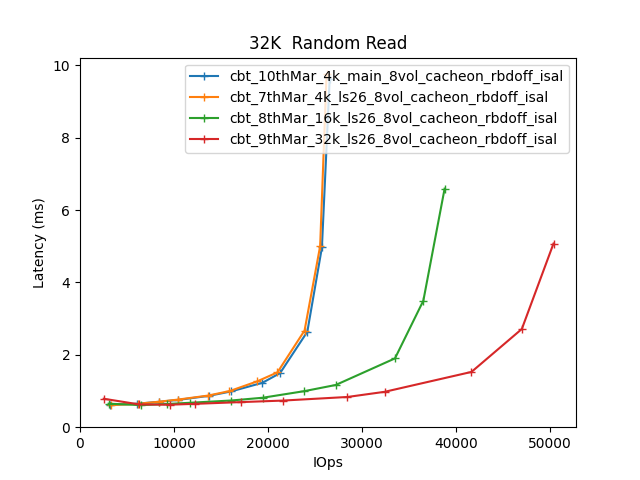 32K  Random Read
10
8
6
4
2
0
Latency (ms)
cbt_10thMar_4k_main_8vol_cacheon_rbdoff_isal
cbt_7thMar_4k_ls26_8vol_cacheon_rbdoff_isal
cbt_8thMar_16k_ls26_8vol_cacheon_rbdoff_isal
cbt_9thMar_32k_ls26_8vol_cacheon_rbdoff_isal
0 10000 20000 30000 40000 50000
IOps